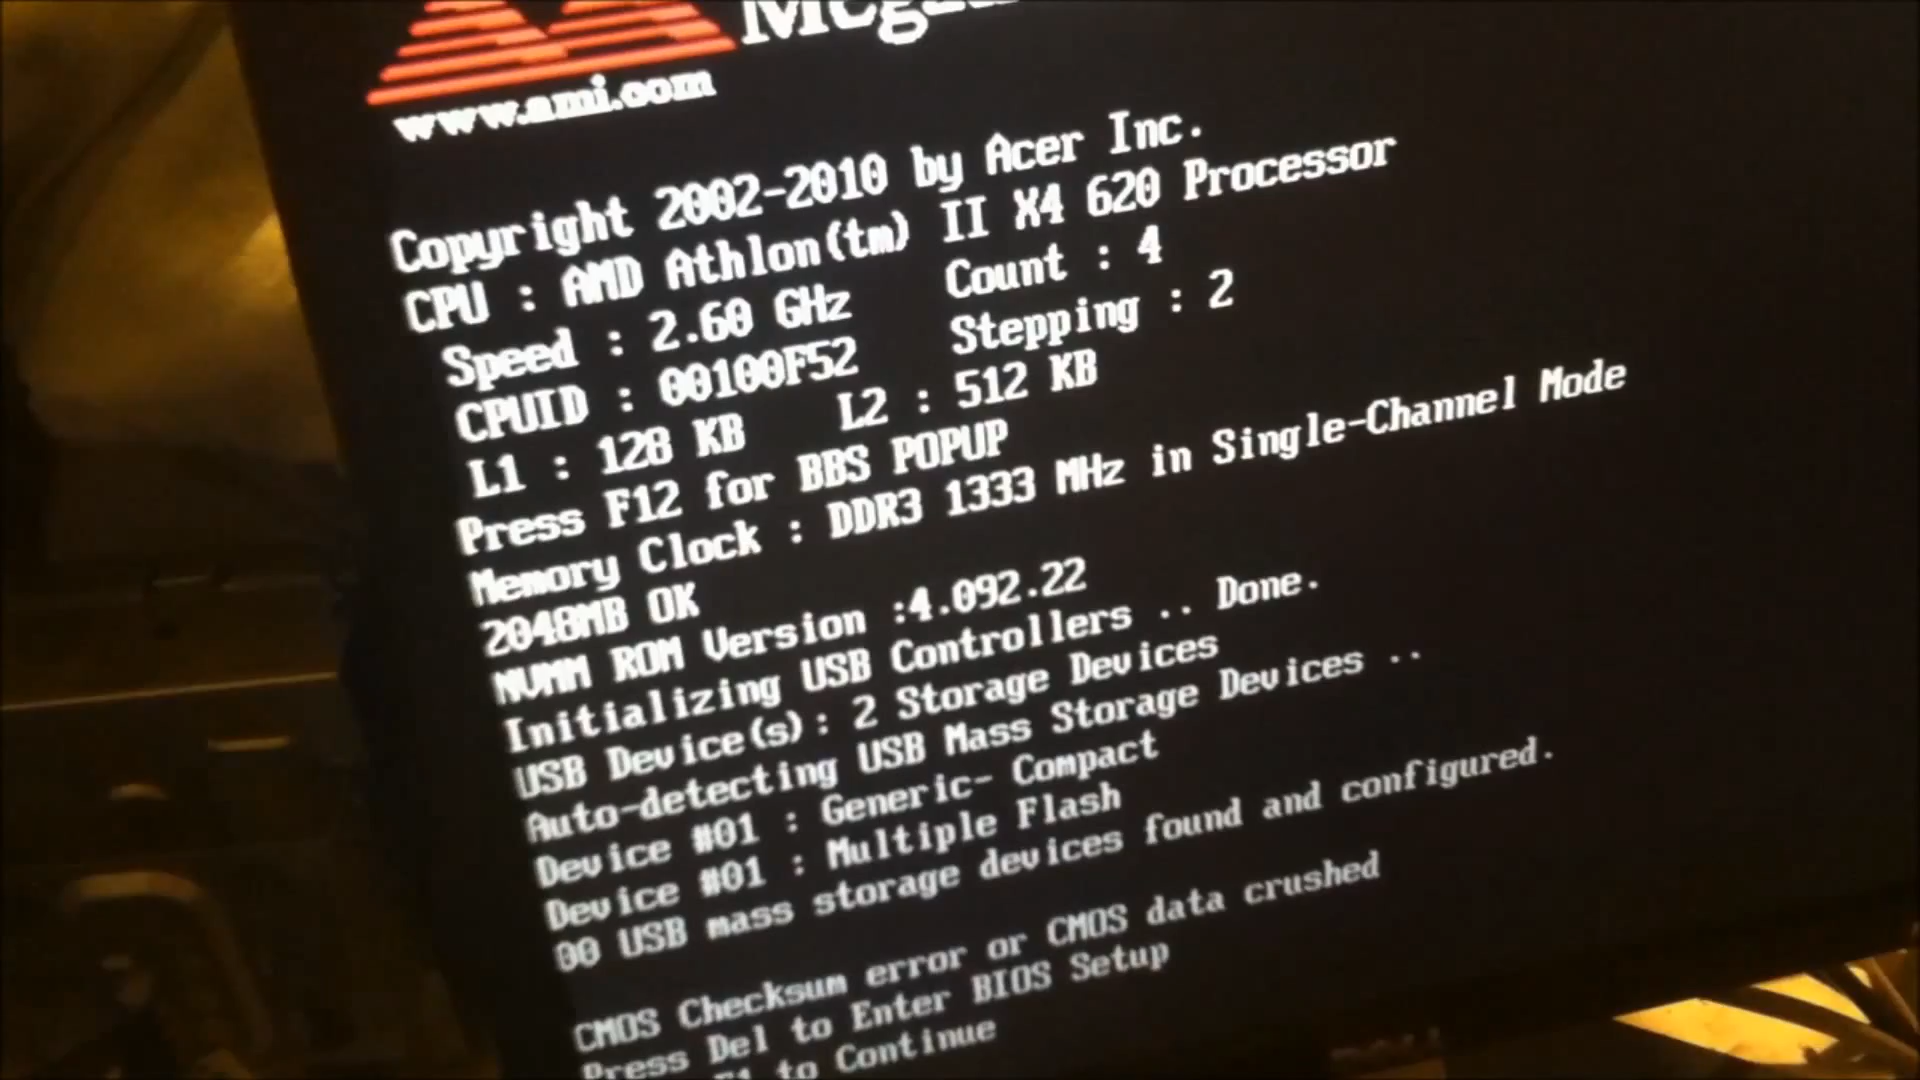 www.ami.com
Copyright 2002-2010 by Acer Inc.
CPU : AMD Athlon(tm) II X4 620 Processor
Speed : 2.60 GHz Count : 4
CPUID : 00100F52 Stepping : 2
L1 : 128 KB L2 : 512 KB
Press F12 for BBS POPUP
Memory Clock : DDR3 1333 MHz in Single-Channel Mode
2048MB OK
NVMM ROM Version :4.092.22
Initializing USB Controllers .. Done.
USB Device(s): 2 Storage Devices
Auto-detecting USB Mass Storage Devices ..
Device #01 : Generic- Compact
Device #01 : Multiple Flash
00 USB mass storage devices found and configured.
CMOS Checksum error or CMOS data crushed
Press Del to Enter BIOS Setup
F1 to Continue